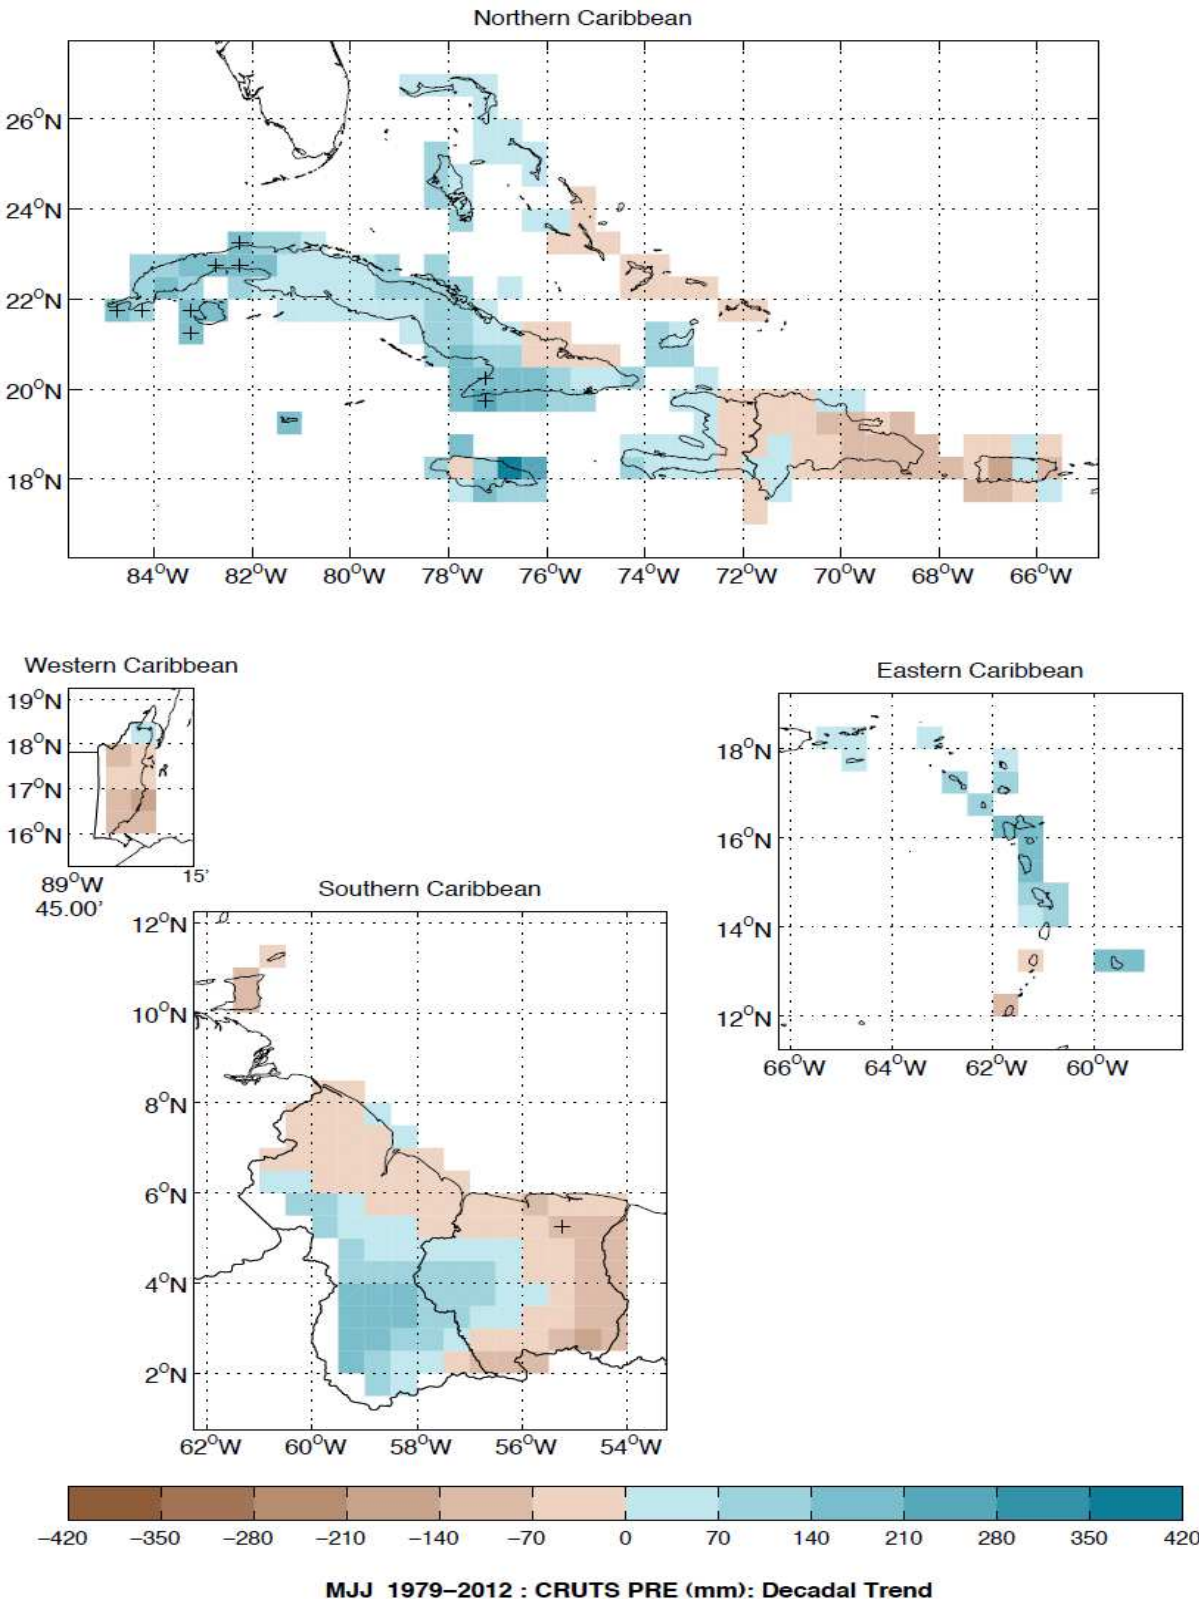 Northern Caribbean
26°N
24°N
22°N
20°N
18°N
84°W 82°W 80°W 78°W 76°W 74°W 72°W 70°W 68°W 66°W
Western Caribbean
19°N
18°N
17°N
16°N
89°W 15'
45.00'
Eastern Caribbean
18°N
16°N
14°N
12°N
66°W 64°W 62°W 60°W
Southern Caribbean
12°N
10°N
8°N
6°N
4°N
2°N
62°W 60°W 58°W 56°W 54°W
−420 −350 −280 −210 −140 −70 0 70 140 210 280 350 420
MJJ 1979−2012 : CRUTS PRE (mm): Decadal Trend